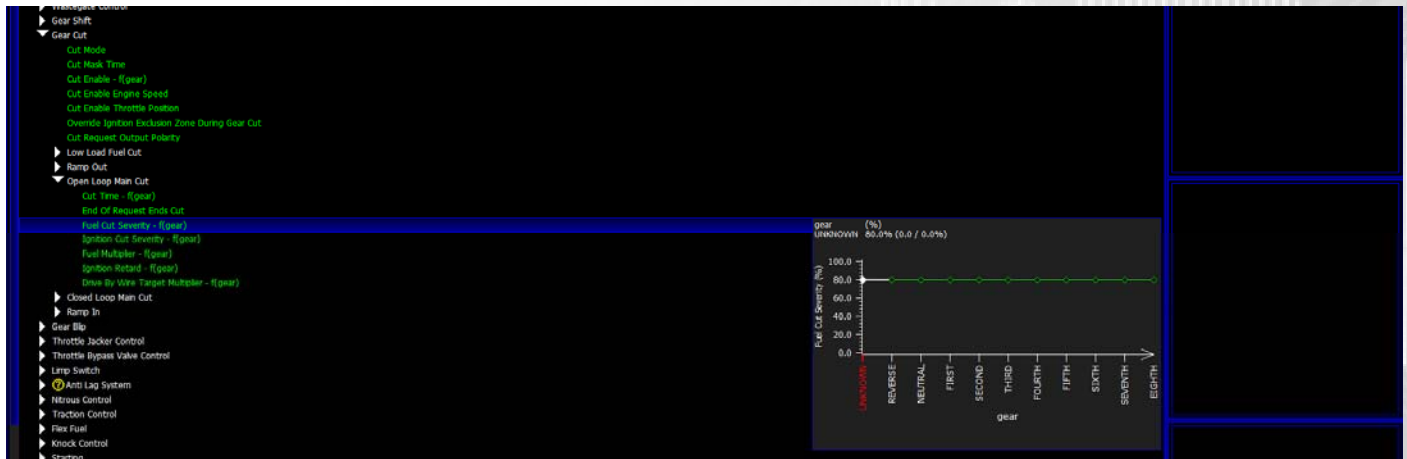 Wastegate Control
Gear Shift
Gear Cut
Cut Mode
Cut Mask Time
Cut Enable - f(gear)
Cut Enable Engine Speed
Cut Enable Throttle Position
Override Ignition Exclusion Zone During Gear Cut
Cut Request Output Polarity
Low Load Fuel Cut
Ramp Out
Open Loop Main Cut
Cut Time - f(gear)
End Of Request Ends Cut
Fuel Cut Severity - f(gear)
Ignition Cut Severity - f(gear)
Fuel Multiplier - f(gear)
Ignition Retard - f(gear)
Drive By Wire Target Multiplier - f(gear)
Closed Loop Main Cut
Ramp In
Gear Blip
Throttle Jacker Control
Throttle Bypass Valve Control
Limp Switch
? Anti Lag System
Nitrous Control
Traction Control
Flex Fuel
Knock Control
Starting
gear (%)
UNKNOWN 80.0% (0.0 / 0.0%)
Fuel Cut Severity (%)
100.0
80.0
60.0
40.0
20.0
0.0
UNKNOWN
REVERSE
NEUTRAL
FIRST
SECOND
THIRD
FOURTH
FIFTH
SIXTH
SEVENTH
EIGHTH
gear